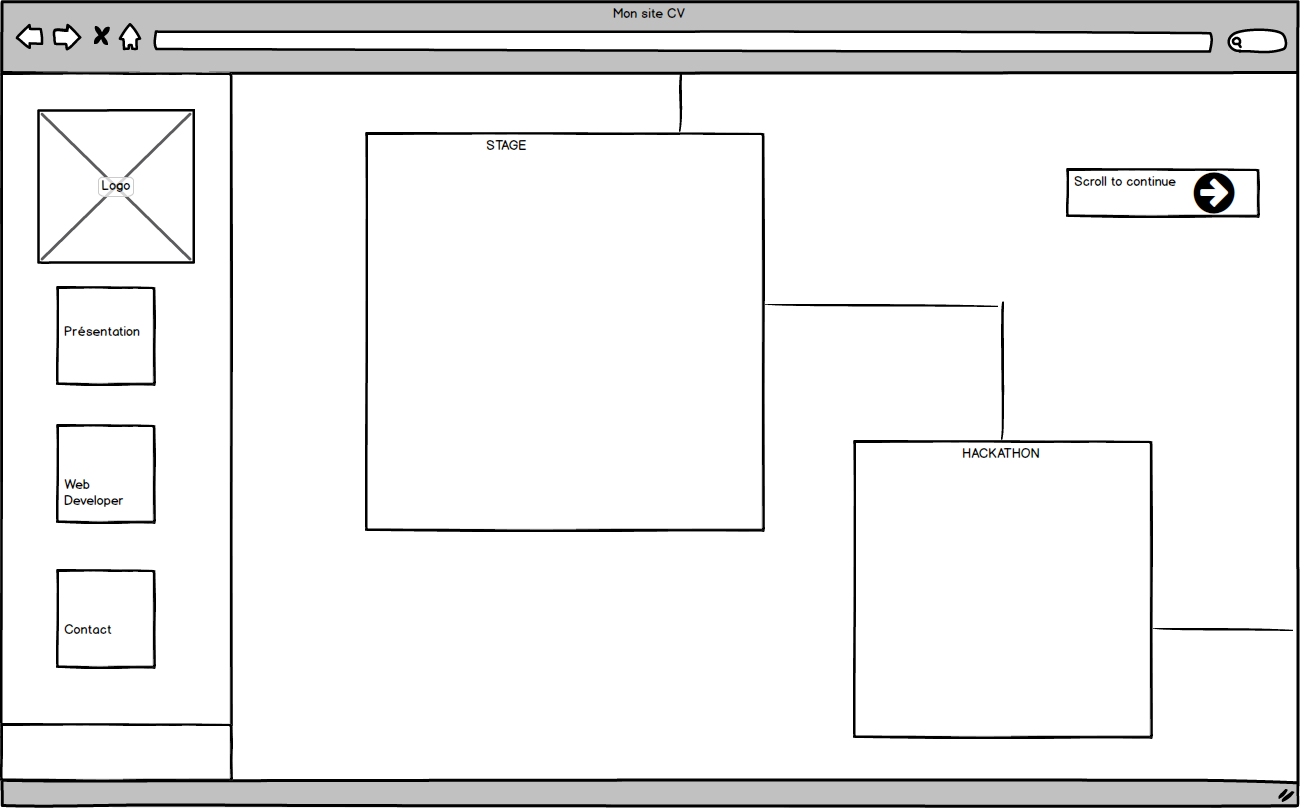 Mon site CV
STAGE
Scroll to continue
Logo
Présentation
HACKATHON
Web
Developer
Contact